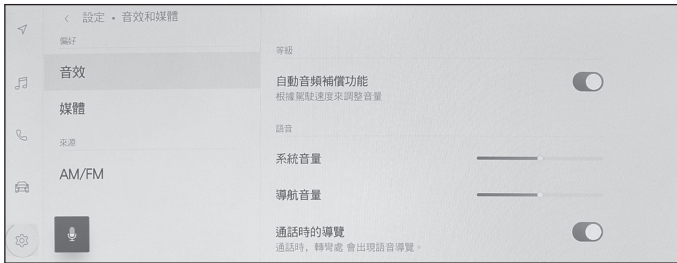 設定 • 音效和媒體
偏好
音效
媒體
來源
AM/FM
等級
自動音頻補償功能
根據駕駛速度來調整音量
語音
系統音量
導航音量
通話時的導覽
通話時，轉彎處 會出現語音導覽。